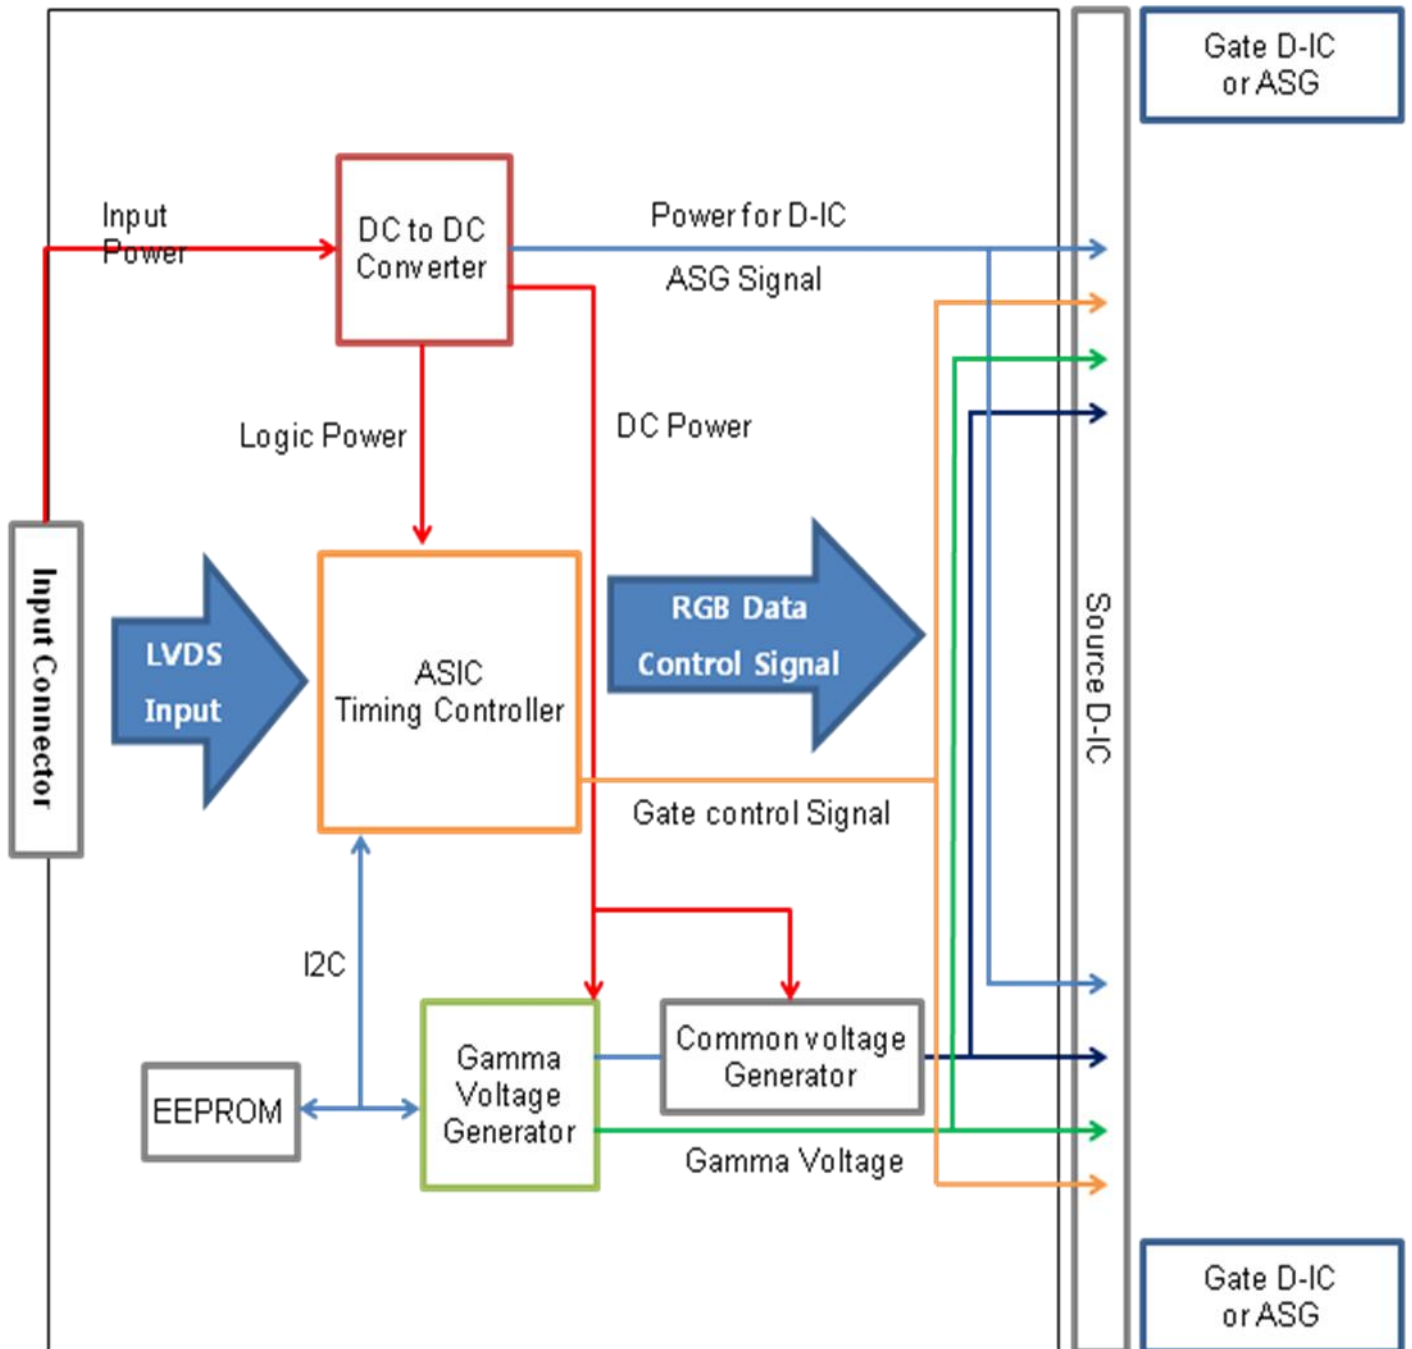 Gate D-IC
or ASG
Input
Power
DC to DC
Converter
Power for D-IC
ASG Signal
Logic Power
DC Power
Input Connector
LVDS
Input
ASIC
Timing Controller
RGB Data
Control Signal
Source D-IC
Gate control Signal
I2C
EEPROM
Gamma
Voltage
Generator
Common voltage
Generator
Gamma Voltage
Gate D-IC
or ASG